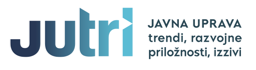 jutri
JAVNA UPRAVA
trendi, razvojne
priložnosti, izzivi